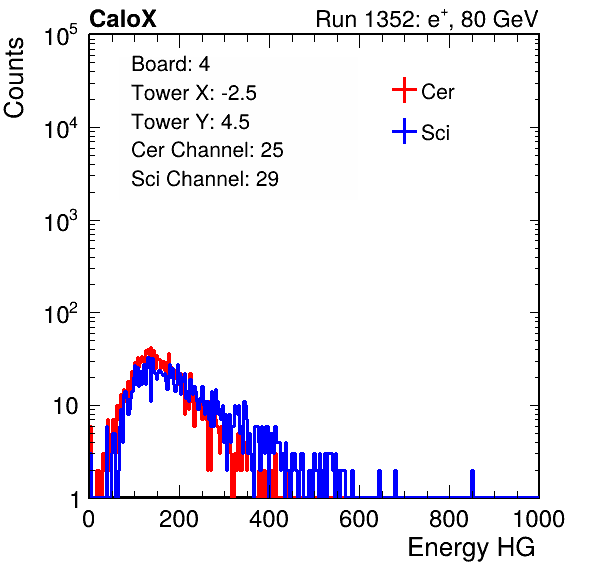 CaloX Run 1352: e⁺, 80 GeV
Board: 4
Tower X: -2.5
Tower Y: 4.5
Cer Channel: 25
Sci Channel: 29
Cer
Sci
Counts
10⁵
10⁴
10³
10²
10
1
0 200 400 600 800 1000
Energy HG